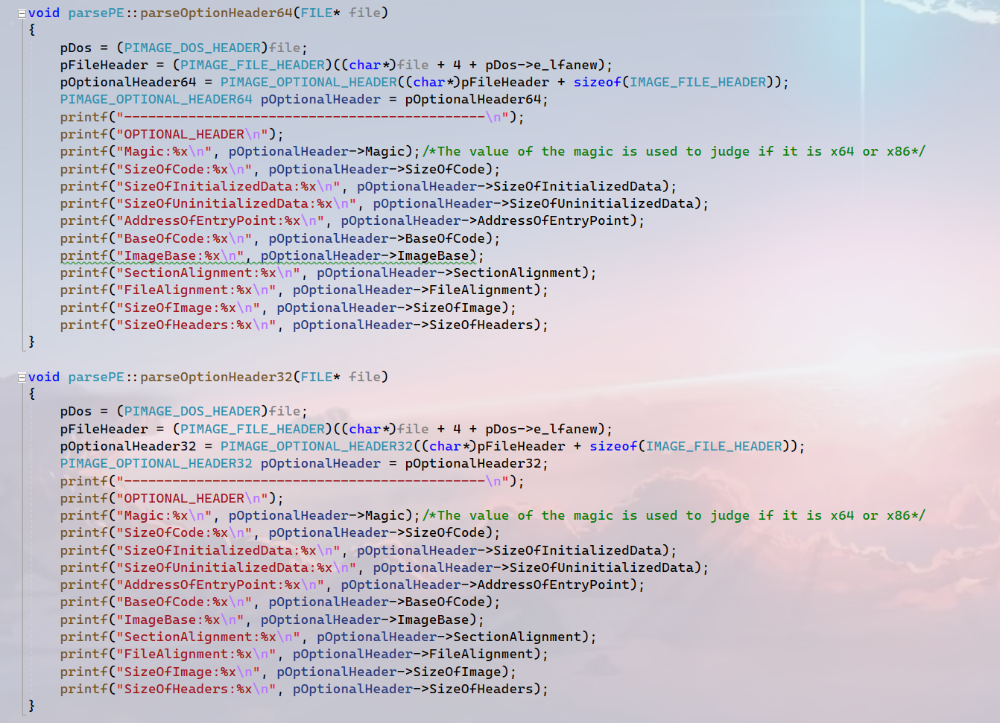 void parsePE::parseOptionHeader64(FILE* file)
{
    pDos = (PIMAGE_DOS_HEADER)file;
    pFileHeader = (PIMAGE_FILE_HEADER)((char*)file + 4 + pDos->e_lfanew);
    pOptionalHeader64 = PIMAGE_OPTIONAL_HEADER((char*)pFileHeader + sizeof(IMAGE_FILE_HEADER));
    PIMAGE_OPTIONAL_HEADER64 pOptionalHeader = pOptionalHeader64;
    printf("---------------------------------------------\n");
    printf("OPTIONAL_HEADER\n");
    printf("Magic:%x\n", pOptionalHeader->Magic);/*The value of the magic is used to judge if it is x64 or x86*/
    printf("SizeOfCode:%x\n", pOptionalHeader->SizeOfCode);
    printf("SizeOfInitializedData:%x\n", pOptionalHeader->SizeOfInitializedData);
    printf("SizeOfUninitializedData:%x\n", pOptionalHeader->SizeOfUninitializedData);
    printf("AddressOfEntryPoint:%x\n", pOptionalHeader->AddressOfEntryPoint);
    printf("BaseOfCode:%x\n", pOptionalHeader->BaseOfCode);
    printf("ImageBase:%x\n", pOptionalHeader->ImageBase);
    printf("SectionAlignment:%x\n", pOptionalHeader->SectionAlignment);
    printf("FileAlignment:%x\n", pOptionalHeader->FileAlignment);
    printf("SizeOfImage:%x\n", pOptionalHeader->SizeOfImage);
    printf("SizeOfHeaders:%x\n", pOptionalHeader->SizeOfHeaders);
}
void parsePE::parseOptionHeader32(FILE* file)
{
    pDos = (PIMAGE_DOS_HEADER)file;
    pFileHeader = (PIMAGE_FILE_HEADER)((char*)file + 4 + pDos->e_lfanew);
    pOptionalHeader32 = PIMAGE_OPTIONAL_HEADER32((char*)pFileHeader + sizeof(IMAGE_FILE_HEADER));
    PIMAGE_OPTIONAL_HEADER32 pOptionalHeader = pOptionalHeader32;
    printf("---------------------------------------------\n");
    printf("OPTIONAL_HEADER\n");
    printf("Magic:%x\n", pOptionalHeader->Magic);/*The value of the magic is used to judge if it is x64 or x86*/
    printf("SizeOfCode:%x\n", pOptionalHeader->SizeOfCode);
    printf("SizeOfInitializedData:%x\n", pOptionalHeader->SizeOfInitializedData);
    printf("SizeOfUninitializedData:%x\n", pOptionalHeader->SizeOfUninitializedData);
    printf("AddressOfEntryPoint:%x\n", pOptionalHeader->AddressOfEntryPoint);
    printf("BaseOfCode:%x\n", pOptionalHeader->BaseOfCode);
    printf("ImageBase:%x\n", pOptionalHeader->ImageBase);
    printf("SectionAlignment:%x\n", pOptionalHeader->SectionAlignment);
    printf("FileAlignment:%x\n", pOptionalHeader->FileAlignment);
    printf("SizeOfImage:%x\n", pOptionalHeader->SizeOfImage);
    printf("SizeOfHeaders:%x\n", pOptionalHeader->SizeOfHeaders);
}